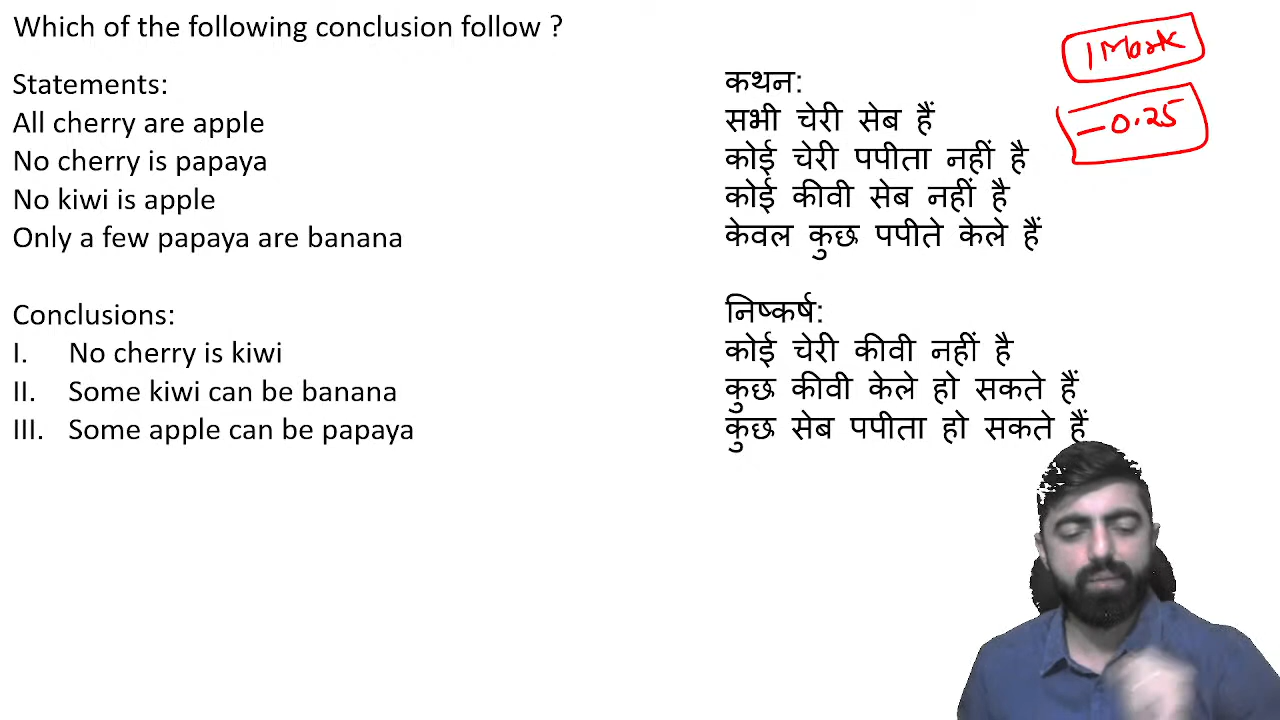 Which of the following conclusion follow ?
Statements:
All cherry are apple
No cherry is papaya
No kiwi is apple
Only a few papaya are banana
Conclusions:
I. No cherry is kiwi
II. Some kiwi can be banana
III. Some apple can be papaya
कथन:
सभी चेरी सेब हैं
कोई चेरी पपीता नहीं है
कोई कीवी सेब नहीं है
केवल कुछ पपीते केले हैं
निष्कर्ष:
कोई चेरी कीवी नहीं है
कुछ कीवी केले हो सकते हैं
कुछ सेब पपीता हो सकते हैं
1 Mark
-0.25